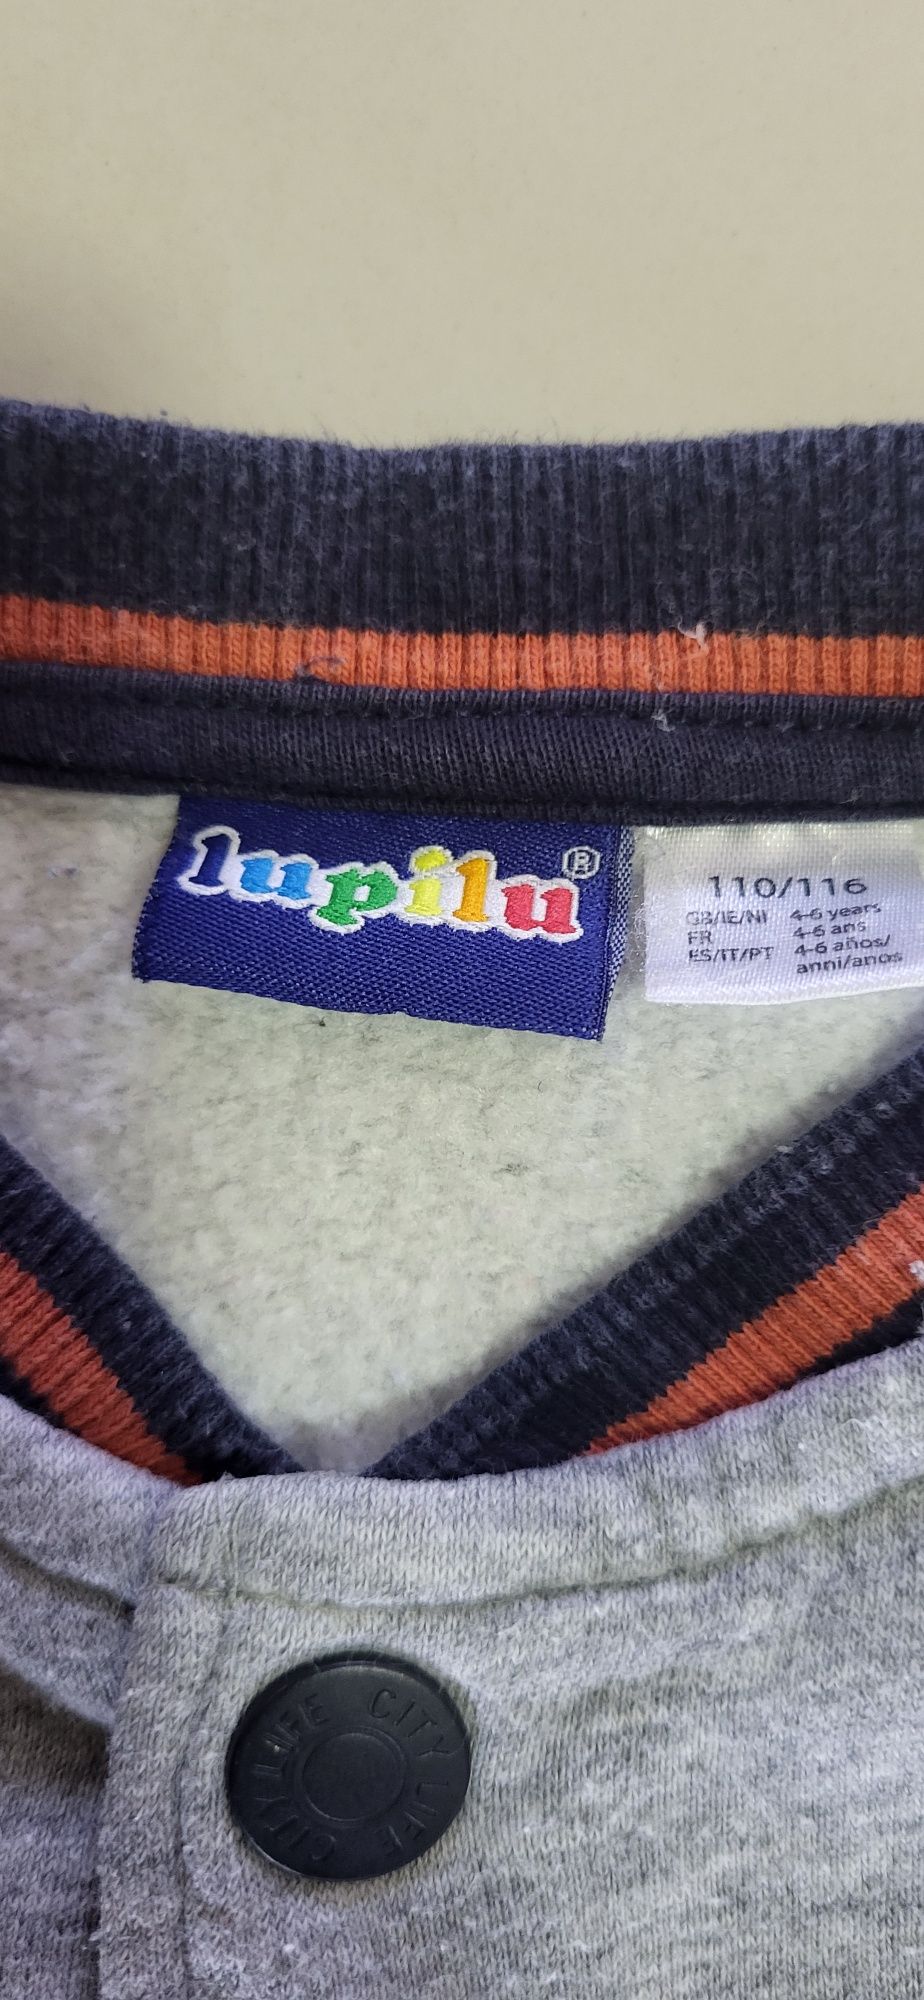 lupilu®
110/116
GB/IE/NI 4-6 years
FR 4-6 ans
ES/IT/PT 4-6 años/
anni/anos
CITY LIFE CITY LIFE